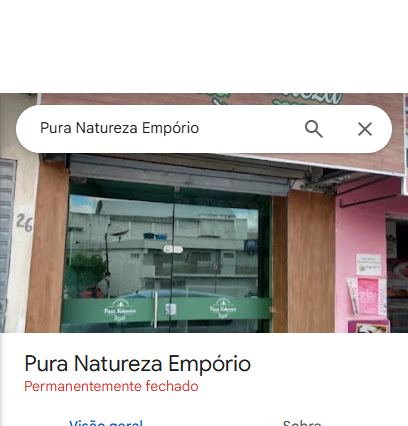 Pura Natureza Empório
26
Pura Natureza
Pura Natureza
Pura Natureza Empório
Permanentemente fechado
Visão geral
Sobre